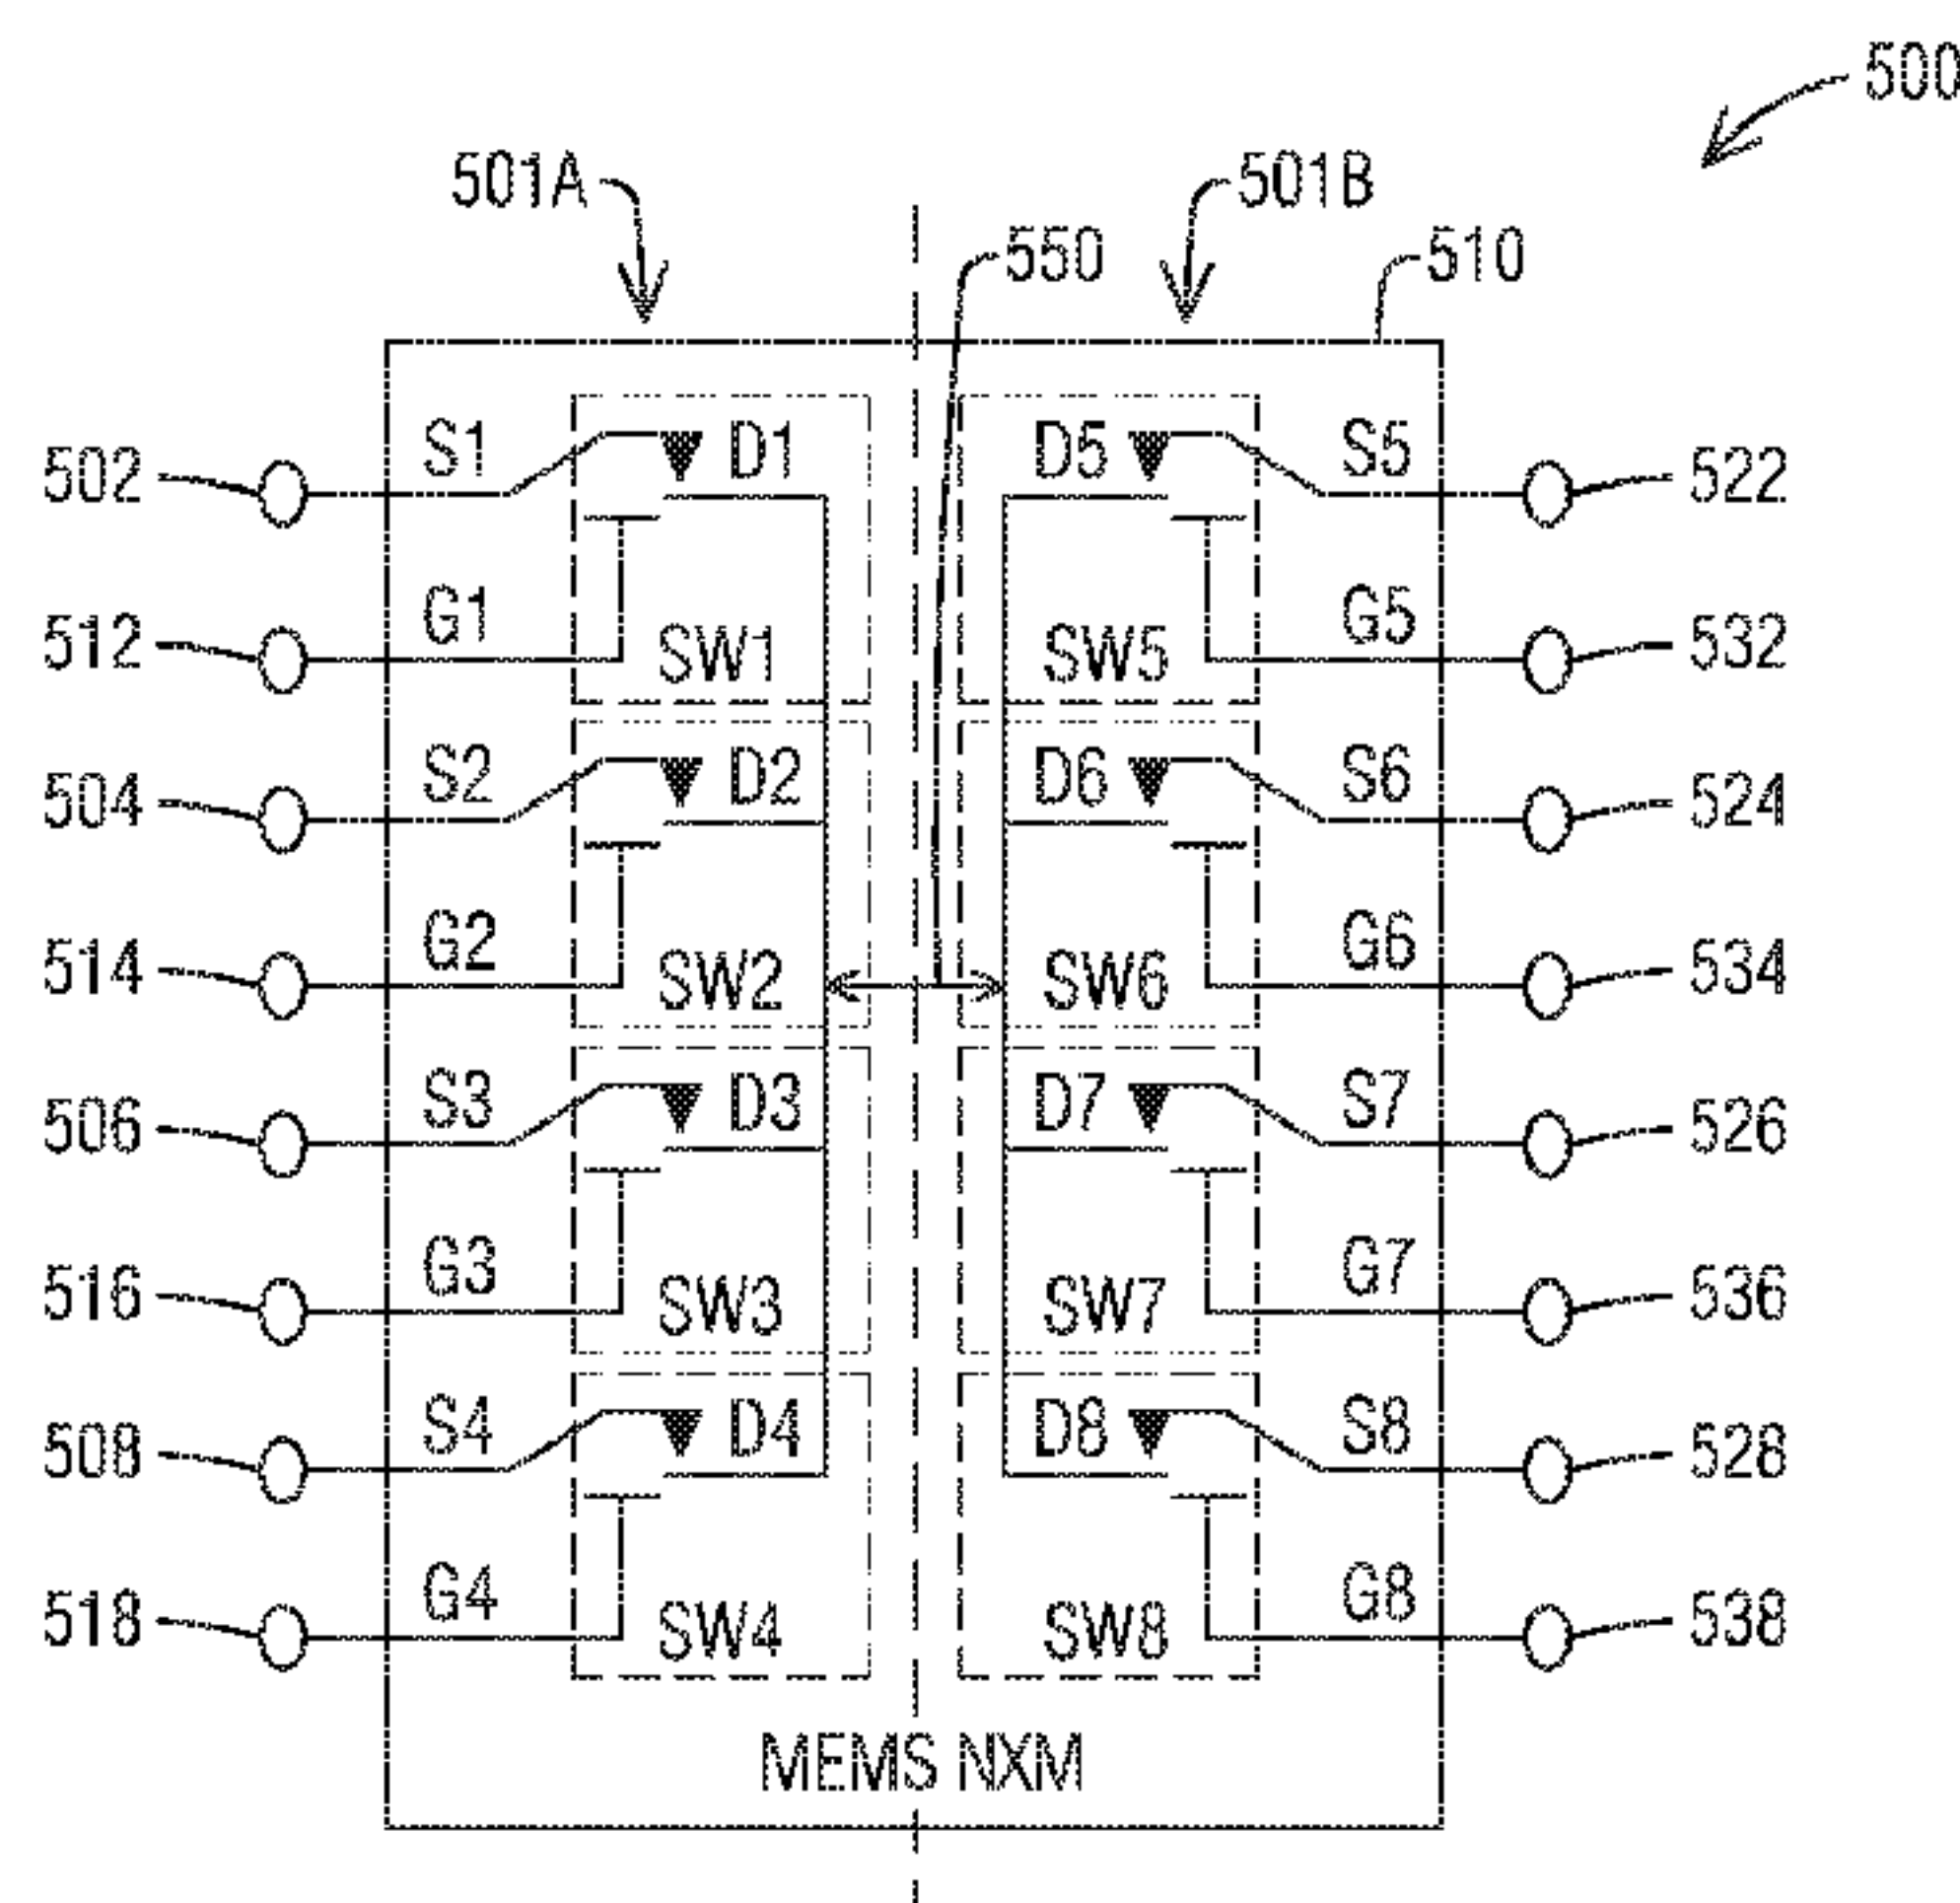 500
501A 501B
550 510
S1 D1 D5 S5
502 522
G1 G5
512 SW1 SW5 532
S2 D2 D6 S6
504 524
G2 G6
514 SW2 SW6 534
S3 D3 D7 S7
506 526
G3 G7
516 SW3 SW7 536
S4 D4 D8 S8
508 528
G4 G8
518 SW4 SW8 538
MEMS NXM